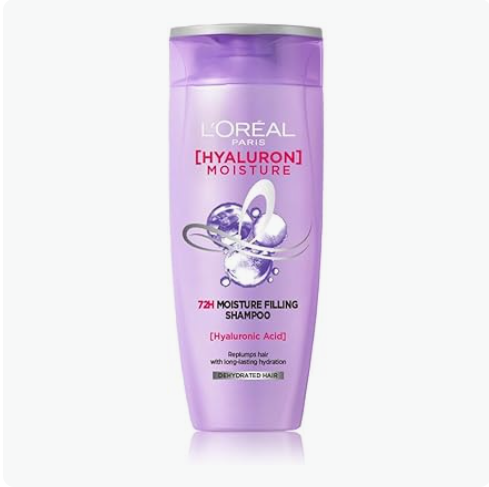 L'ORÉAL
PARIS
[HYALURON]
MOISTURE
72H MOISTURE FILLING
SHAMPOO
[Hyaluronic Acid]
Replumps hair
with long-lasting hydration
DEHYDRATED HAIR